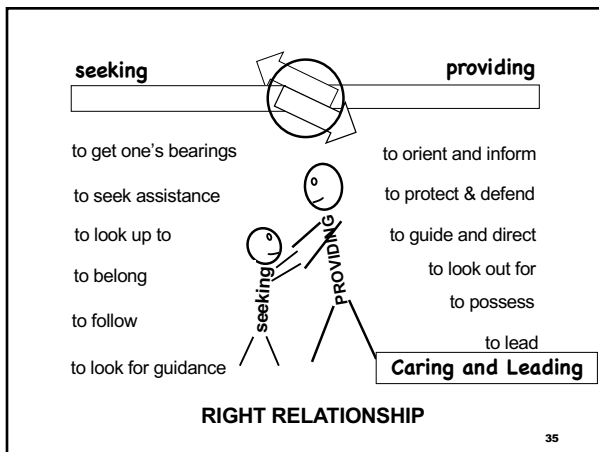 seeking
providing
to get one's bearings
to seek assistance
to look up to
to belong
to follow
to look for guidance
seeking
PROVIDING
to orient and inform
to protect & defend
to guide and direct
to look out for
to possess
to lead
Caring and Leading
RIGHT RELATIONSHIP
35